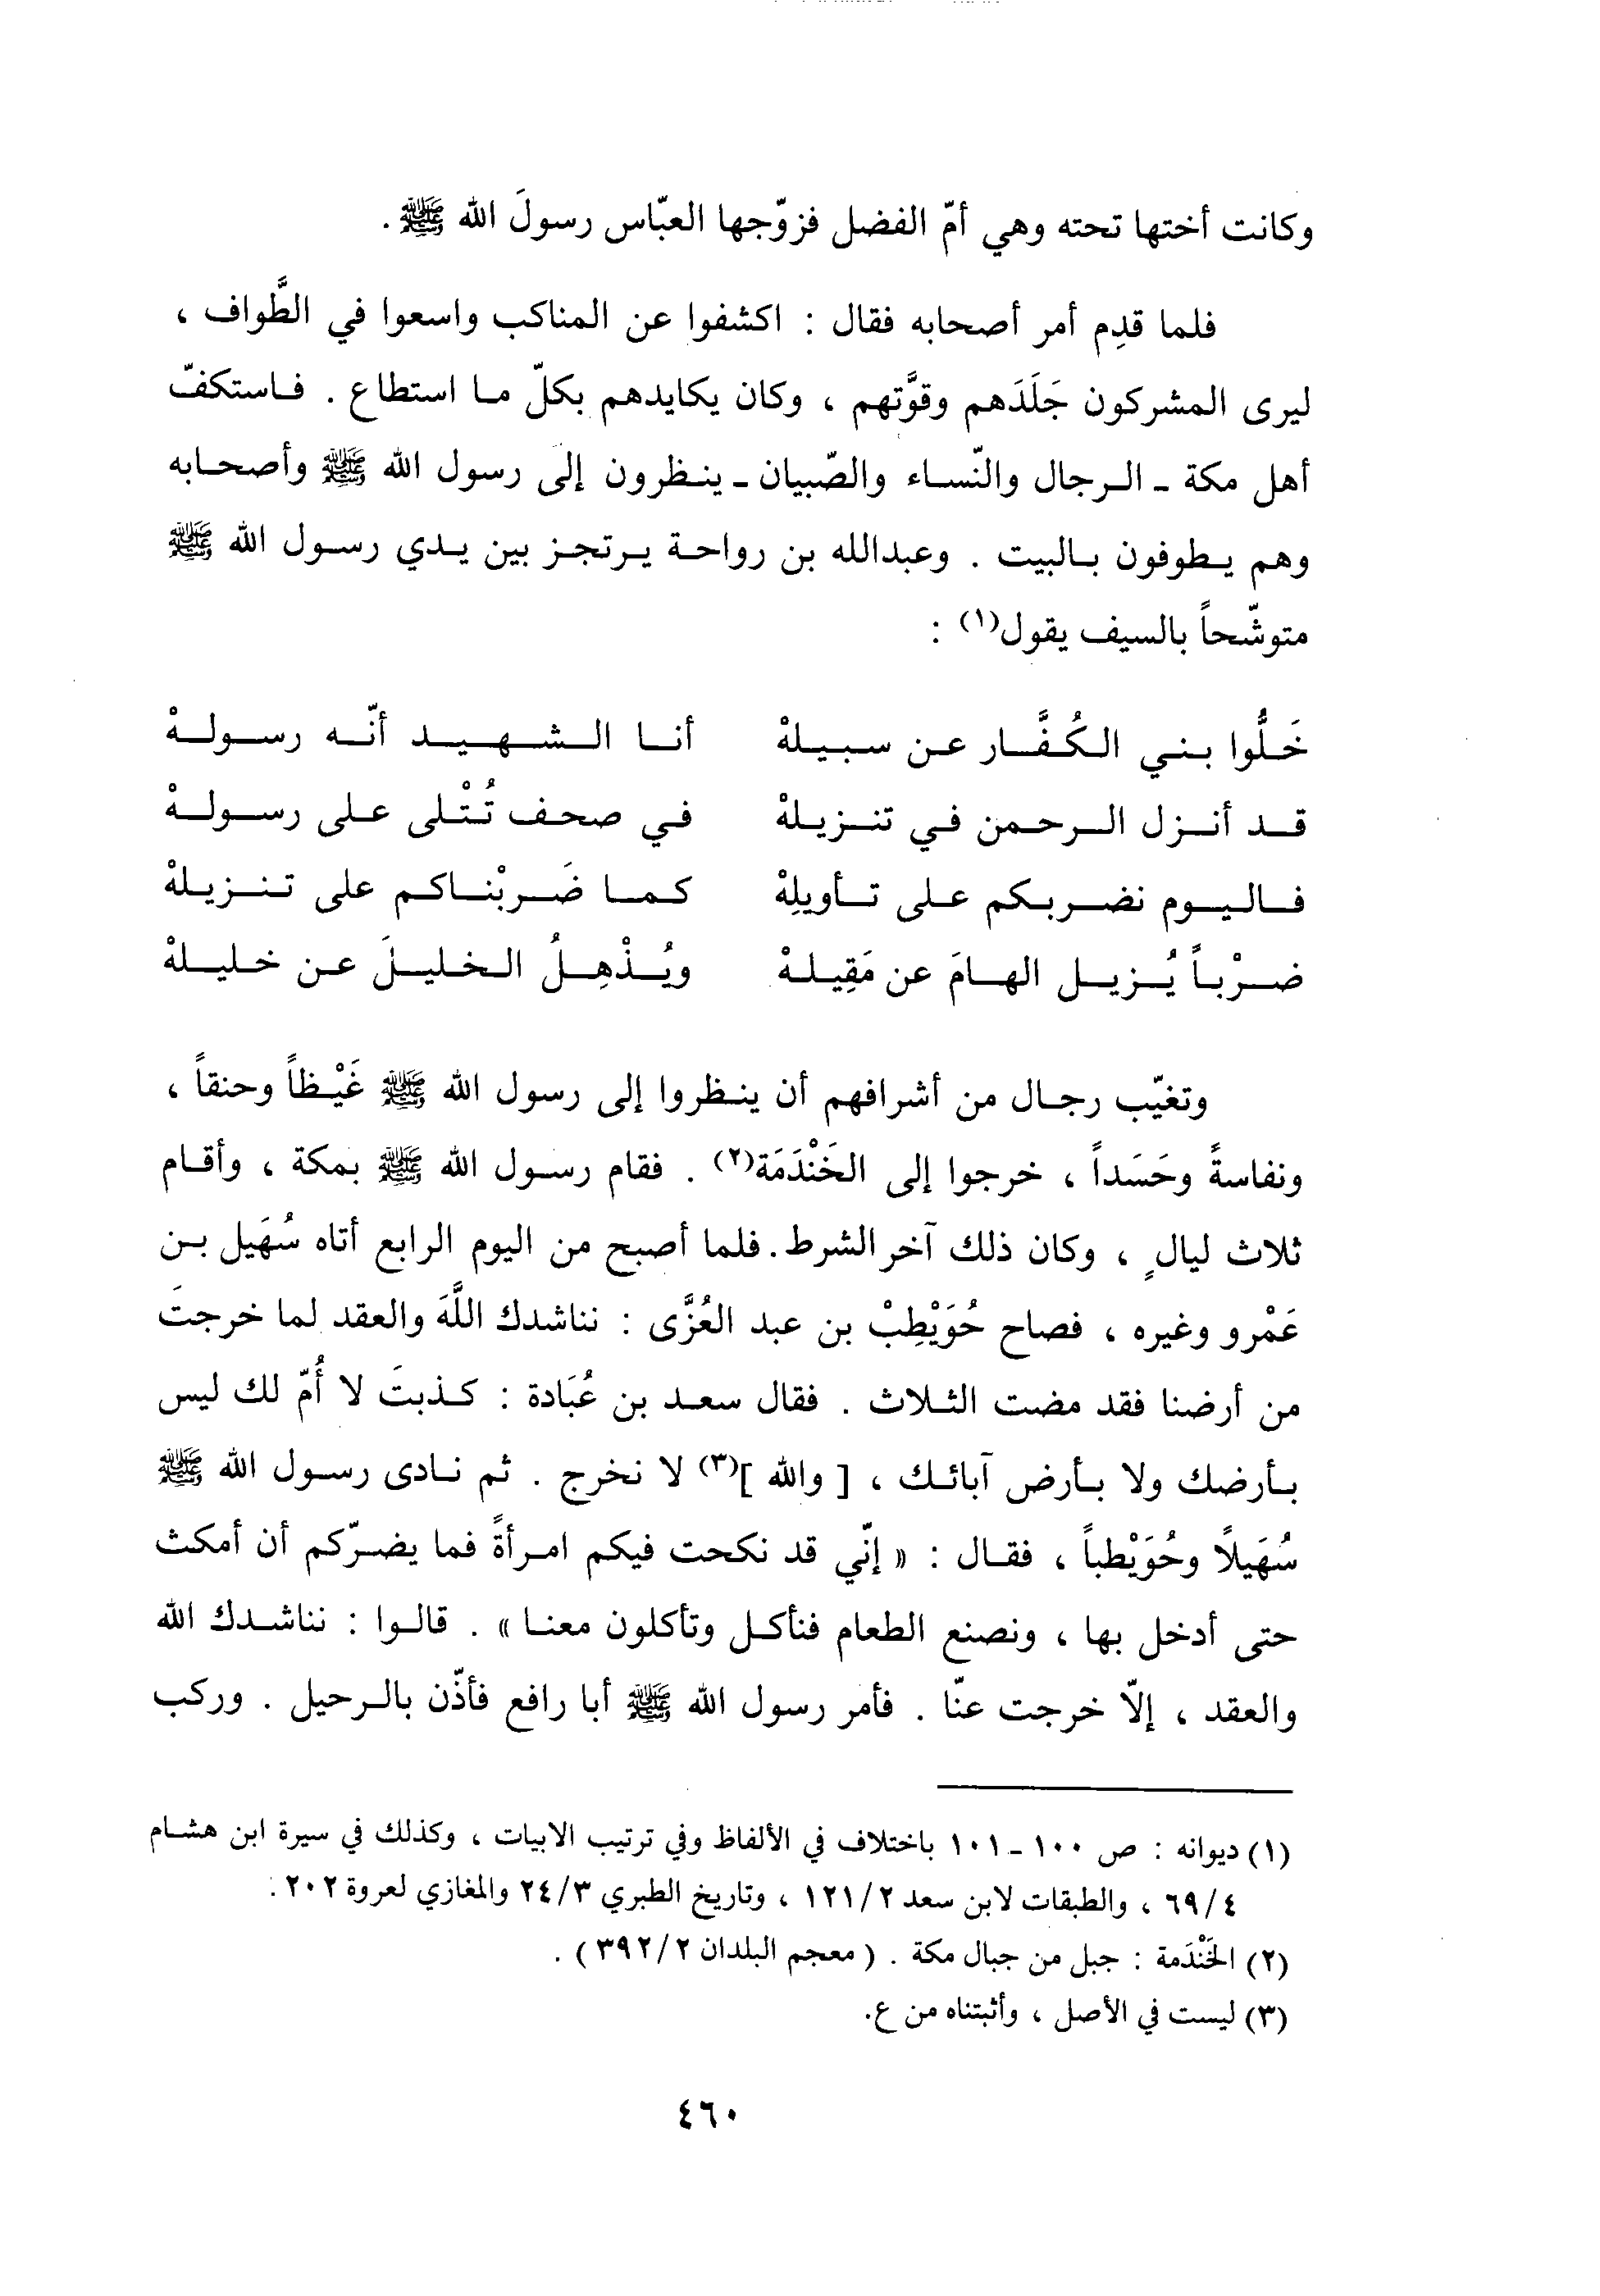 وكانت أختها تحته وهي أمّ الفضل فزوّجها العبّاس رسولَ الله ﷺ .
فلما قدِم أمر أصحابه فقال : اكشفوا عن المناكب واسعوا في الطَّواف ،
ليرى المشركون جَلَدَهم وقوَّتهم ، وكان يكايدهم بكلّ ما استطاع . فاستكفّ
أهل مكة ـ الرجال والنّساء والصّبيان ـ ينظرون إلى رسول الله ﷺ وأصحابه
وهم يطوفون بالبيت . وعبدالله بن رواحة يرتجز بين يدي رسول الله ﷺ
متوشّحاً بالسيف يقول(١) :
خَلُّوا بني الكُفَّار عن سبيلهْ أنا الشهيد أنّه رسولهْ
قد أنزل الرحمن في تنزيلهْ في صحف تُتْلى على رسولهْ
فاليوم نضربكم على تأويلِهْ كما ضَربْناكم على تنزيلهْ
ضرْباً يُزيل الهامَ عن مَقِيلهْ ويُذْهِلُ الخليلَ عن خليلهْ
وتغيّب رجال من أشرافهم أن ينظروا إلى رسول الله ﷺ غَيْظاً وحنقاً ،
ونفاسةً وحَسَداً ، خرجوا إلى الخَنْدَمَة(٢) . فقام رسول الله ﷺ بمكة ، وأقام
ثلاث ليالٍ ، وكان ذلك آخر الشرط . فلما أصبح من اليوم الرابع أتاه سُهَيل بن
عَمْرو وغيره ، فصاح حُوَيْطِبْ بن عبد العُزَّى : نناشدك اللَّهَ والعقد لما خرجتَ
من أرضنا فقد مضت الثلاث . فقال سعد بن عُبَادة : كذبتَ لا أُمّ لك ليس
بأرضك ولا بأرض آبائك ، [ والله ](٣) لا نخرج . ثم نادى رسول الله ﷺ
سُهَيلاً وحُوَيْطباً ، فقال : « إنّي قد نكحت فيكم امرأةً فما يضرّكم أن أمكث
حتى أدخل بها ، ونصنع الطعام فنأكل وتأكلون معنا » . قالوا : نناشدك الله
والعقد ، إلاّ خرجت عنّا . فأمر رسول الله ﷺ أبا رافع فأذّن بالرحيل . وركب
(١) ديوانه : ص ١٠٠ ـ ١٠١ باختلاف في الألفاظ وفي ترتيب الابيات ، وكذلك في سيرة ابن هشام
٤/ ٦٩ ، والطبقات لابن سعد ٢/ ١٢١ ، وتاريخ الطبري ٣/ ٢٤ والمغازي لعروة ٢٠٢ .
(٢) الخَنْدَمة : جبل من جبال مكة . ( معجم البلدان ٢/ ٣٩٢ ) .
(٣) ليست في الأصل ، وأثبتناه من ع.
٤٦٠